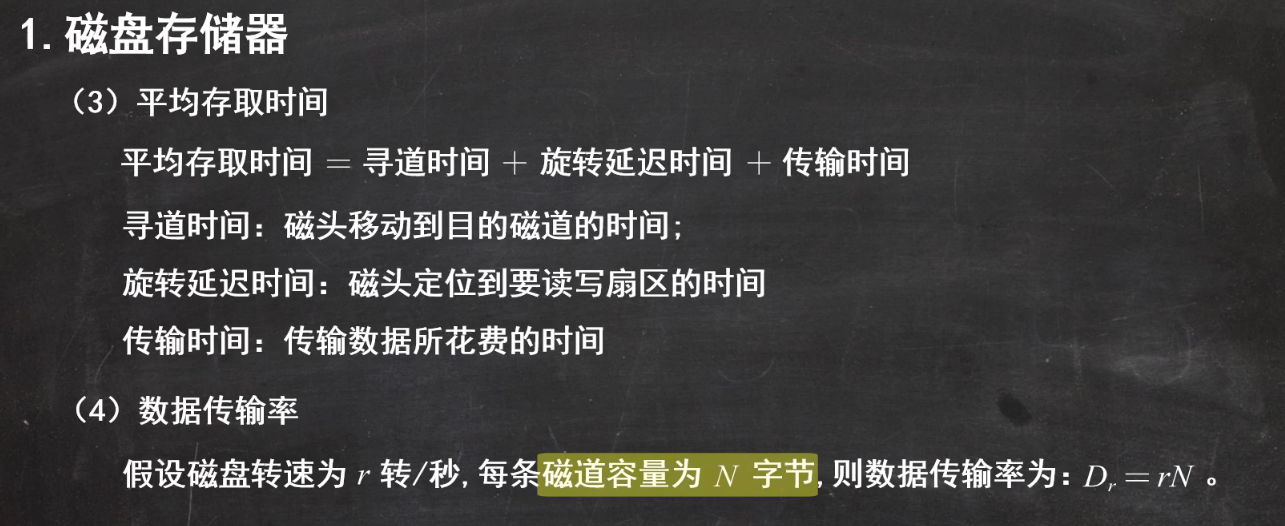 1. 磁盘存储器
（3）平均存取时间
平均存取时间 = 寻道时间 + 旋转延迟时间 + 传输时间
寻道时间：磁头移动到目的磁道的时间;
旋转延迟时间：磁头定位到要读写扇区的时间
传输时间：传输数据所花费的时间
（4）数据传输率
假设磁盘转速为 r 转/秒, 每条磁道容量为 N 字节, 则数据传输率为：Dᵣ = rN 。